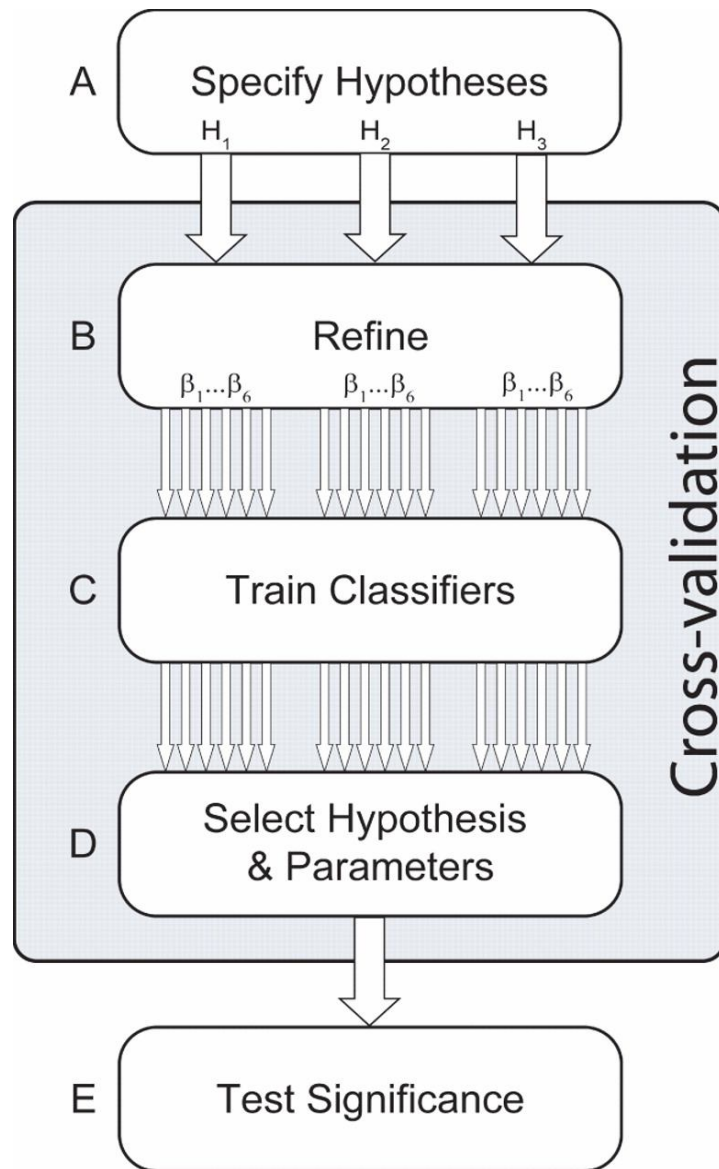 A
Specify Hypotheses
H₁ H₂ H₃
B
Refine
β₁...β₆ β₁...β₆ β₁...β₆
C
Train Classifiers
D
Select Hypothesis
& Parameters
Cross-validation
E
Test Significance